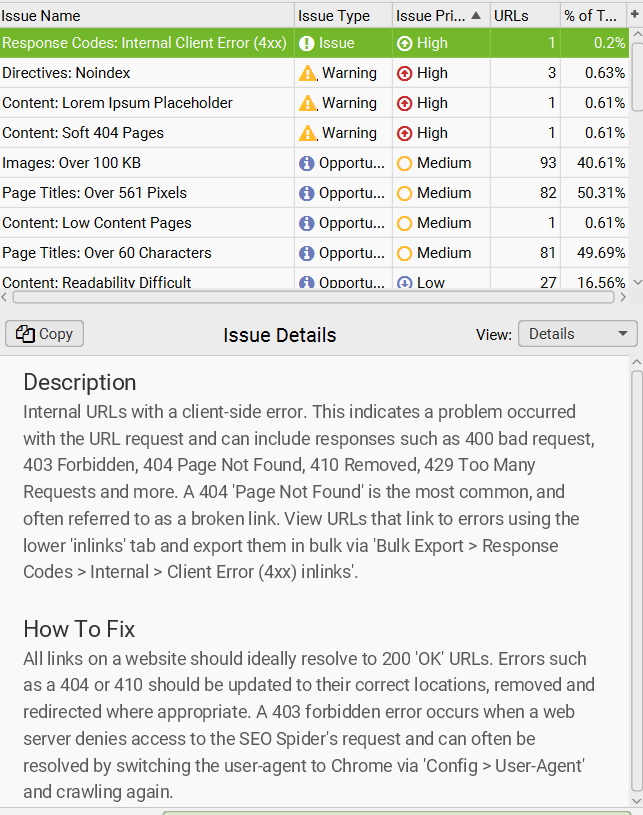 Issue Name Issue Type Issue Pri... URLs % of T...
Response Codes: Internal Client Error (4xx) Issue High 1 0.2%
Directives: Noindex Warning High 3 0.63%
Content: Lorem Ipsum Placeholder Warning High 1 0.61%
Content: Soft 404 Pages Warning High 1 0.61%
Images: Over 100 KB Opportu... Medium 93 40.61%
Page Titles: Over 561 Pixels Opportu... Medium 82 50.31%
Content: Low Content Pages Opportu... Medium 1 0.61%
Page Titles: Over 60 Characters Opportu... Medium 81 49.69%
Content: Readability Difficult Opportu... Low 27 16.56%
Copy Issue Details View: Details
Description
Internal URLs with a client-side error. This indicates a problem occurred
with the URL request and can include responses such as 400 bad request,
403 Forbidden, 404 Page Not Found, 410 Removed, 429 Too Many
Requests and more. A 404 'Page Not Found' is the most common, and
often referred to as a broken link. View URLs that link to errors using the
lower 'inlinks' tab and export them in bulk via 'Bulk Export > Response
Codes > Internal > Client Error (4xx) inlinks'.
How To Fix
All links on a website should ideally resolve to 200 'OK' URLs. Errors such
as a 404 or 410 should be updated to their correct locations, removed and
redirected where appropriate. A 403 forbidden error occurs when a web
server denies access to the SEO Spider's request and can often be
resolved by switching the user-agent to Chrome via 'Config > User-Agent'
and crawling again.